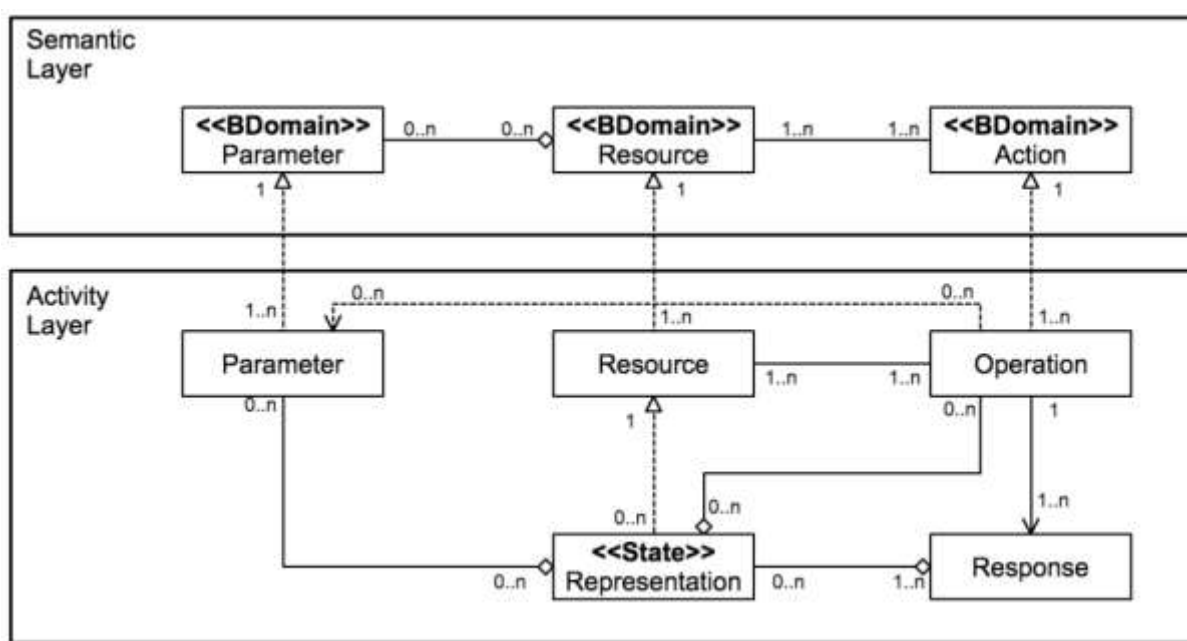 Semantic
Layer
<<BDomain>>
Parameter
0..n
0..n
<<BDomain>>
Resource
1..n
1..n
<<BDomain>>
Action
1
1
1
Activity
Layer
0..n
0..n
1..n
1..n
1..n
Parameter
Resource
1..n
1..n
Operation
0..n
1
0..n
1
0..n
0..n
1..n
<<State>>
Representation
0..n
0..n
1..n
Response